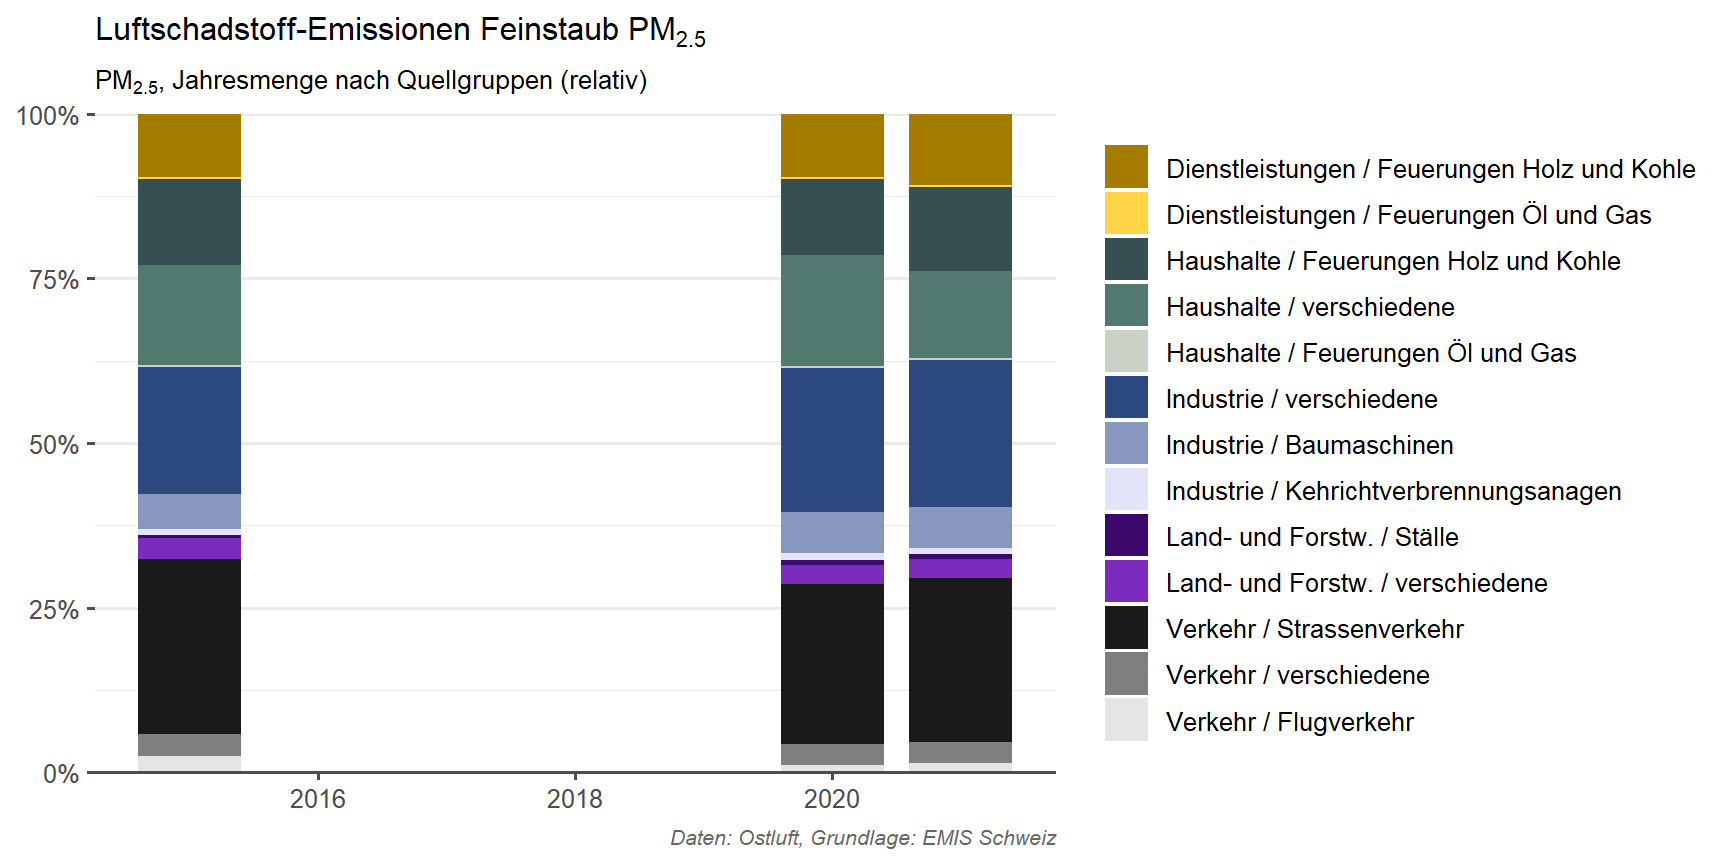 Luftschadstoff-Emissionen Feinstaub PM2.5
PM2.5, Jahresmenge nach Quellgruppen (relativ)
100%
75%
50%
25%
0%
2016
2018
2020
Dienstleistungen / Feuerungen Holz und Kohle
Dienstleistungen / Feuerungen Öl und Gas
Haushalte / Feuerungen Holz und Kohle
Haushalte / verschiedene
Haushalte / Feuerungen Öl und Gas
Industrie / verschiedene
Industrie / Baumaschinen
Industrie / Kehrichtverbrennungsanagen
Land- und Forstw. / Ställe
Land- und Forstw. / verschiedene
Verkehr / Strassenverkehr
Verkehr / verschiedene
Verkehr / Flugverkehr
Daten: Ostluft, Grundlage: EMIS Schweiz